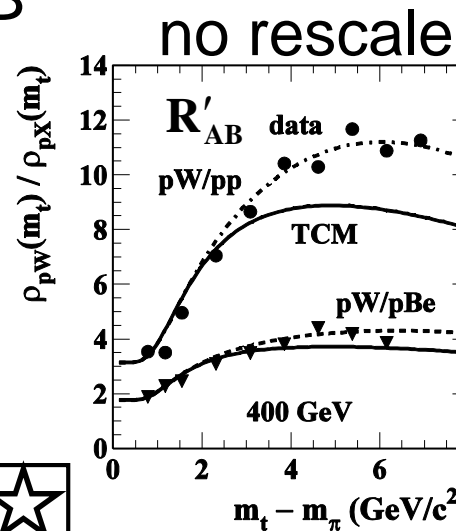 no rescale
ρpW(mt) / ρpX(mt)
14
12
10
8
6
4
2
0
R′AB
data
pW/pp
TCM
pW/pBe
400 GeV
0 2 4 6
mt − mπ (GeV/c2